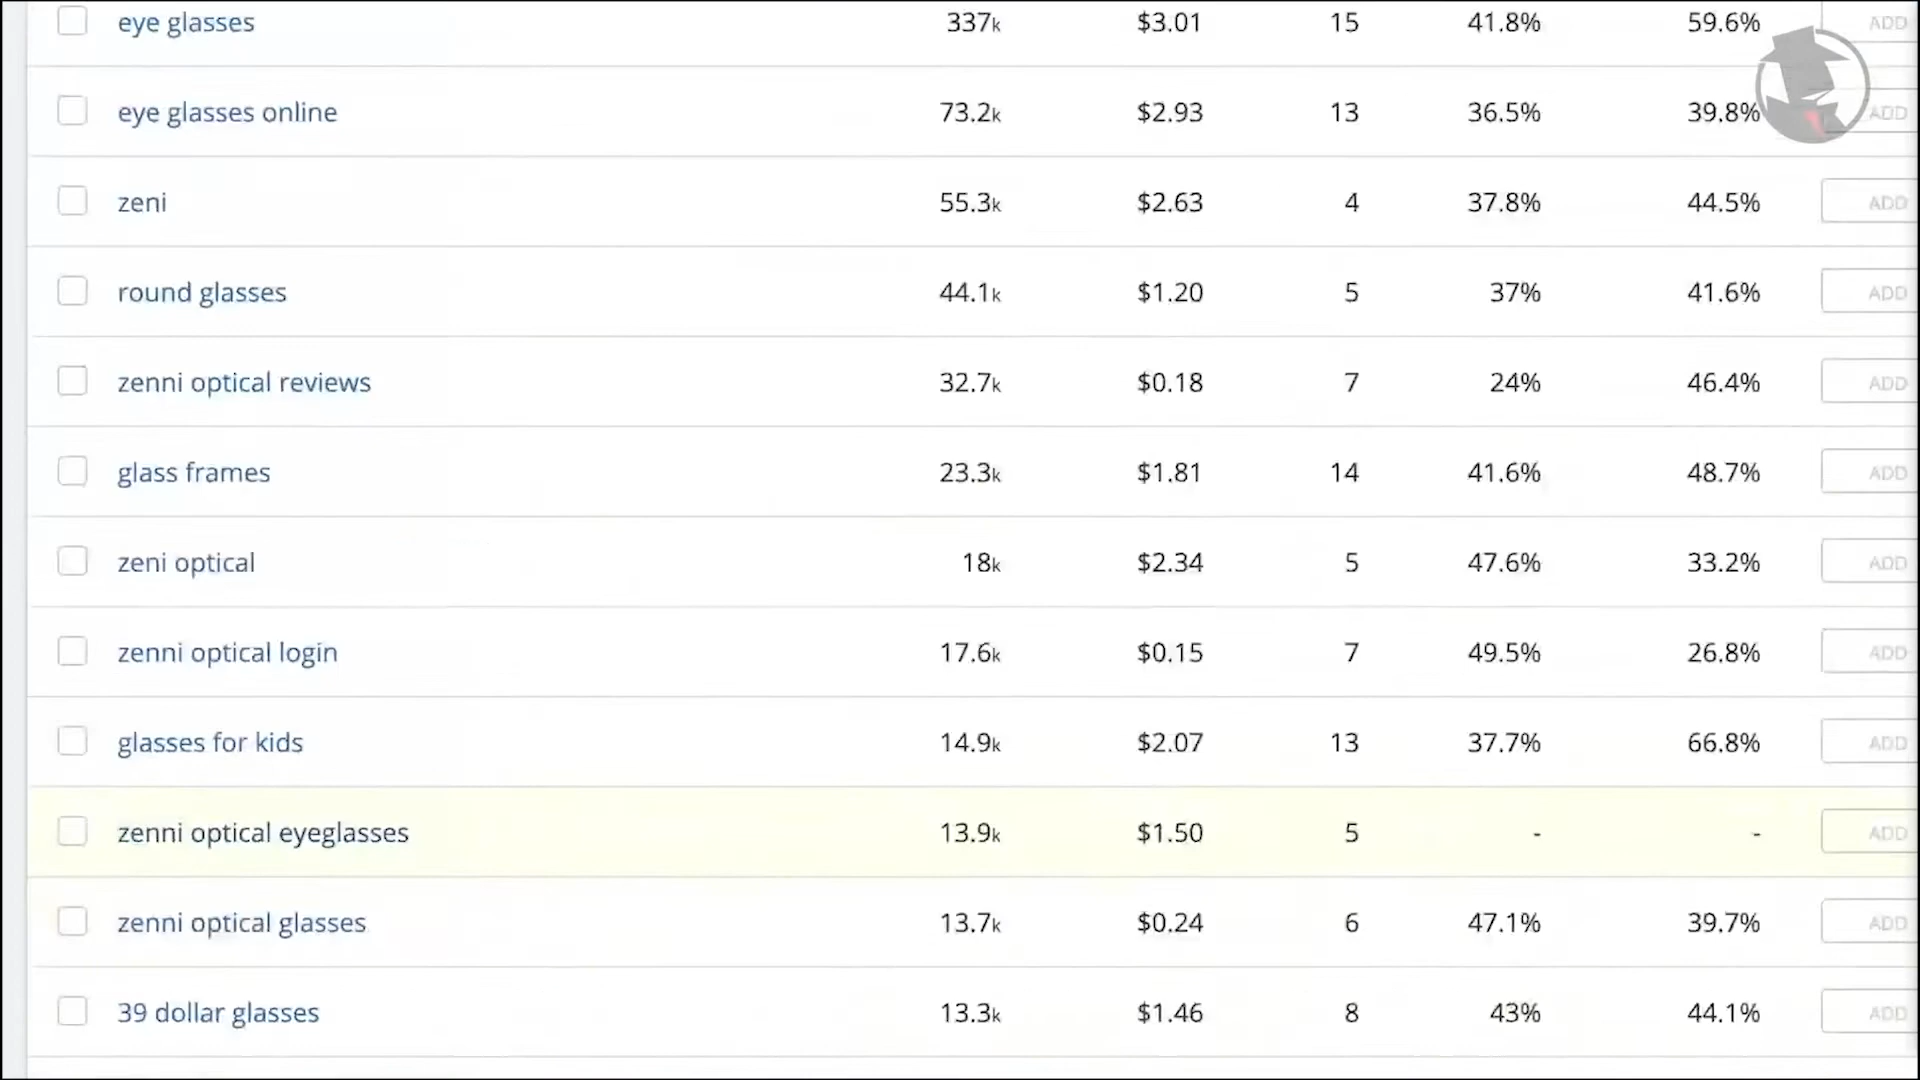 eye glasses 337k $3.01 15 41.8% 59.6% ADD
eye glasses online 73.2k $2.93 13 36.5% 39.8% ADD
zeni 55.3k $2.63 4 37.8% 44.5% ADD
round glasses 44.1k $1.20 5 37% 41.6% ADD
zenni optical reviews 32.7k $0.18 7 24% 46.4% ADD
glass frames 23.3k $1.81 14 41.6% 48.7% ADD
zeni optical 18k $2.34 5 47.6% 33.2% ADD
zenni optical login 17.6k $0.15 7 49.5% 26.8% ADD
glasses for kids 14.9k $2.07 13 37.7% 66.8% ADD
zenni optical eyeglasses 13.9k $1.50 5 - - ADD
zenni optical glasses 13.7k $0.24 6 47.1% 39.7% ADD
39 dollar glasses 13.3k $1.46 8 43% 44.1% ADD